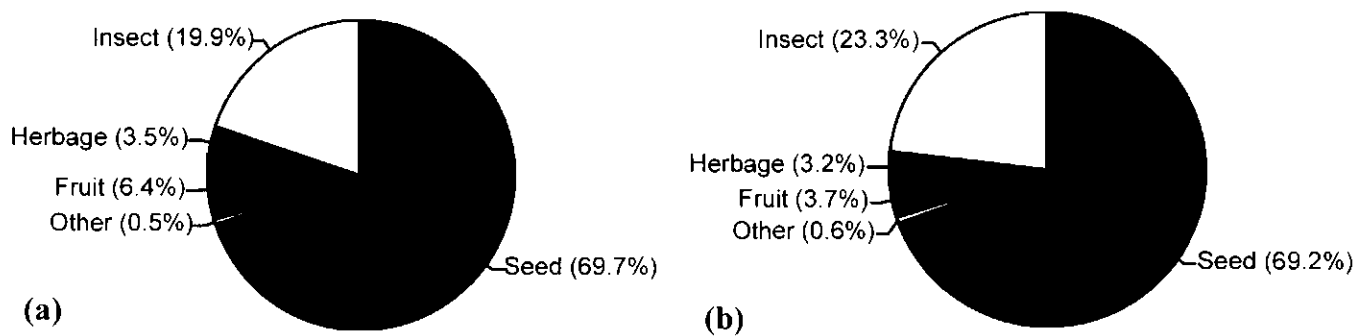 Insect (19.9%)
Herbage (3.5%)
Fruit (6.4%)
Other (0.5%)
Seed (69.7%)
(a)
Insect (23.3%)
Herbage (3.2%)
Fruit (3.7%)
Other (0.6%)
Seed (69.2%)
(b)